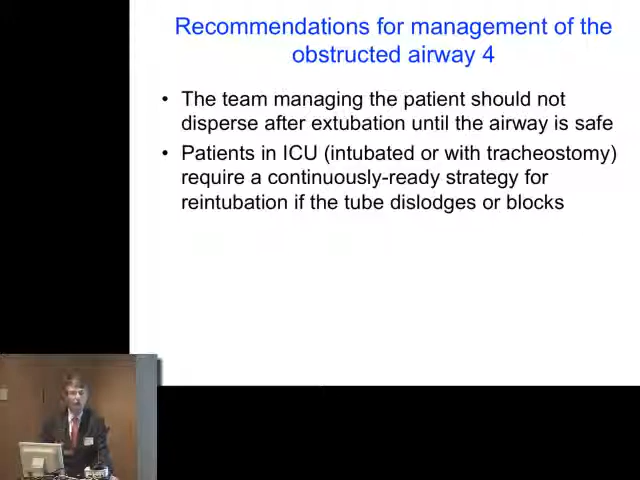 Recommendations for management of the
obstructed airway 4
• The team managing the patient should not
disperse after extubation until the airway is safe
• Patients in ICU (intubated or with tracheostomy)
require a continuously-ready strategy for
reintubation if the tube dislodges or blocks